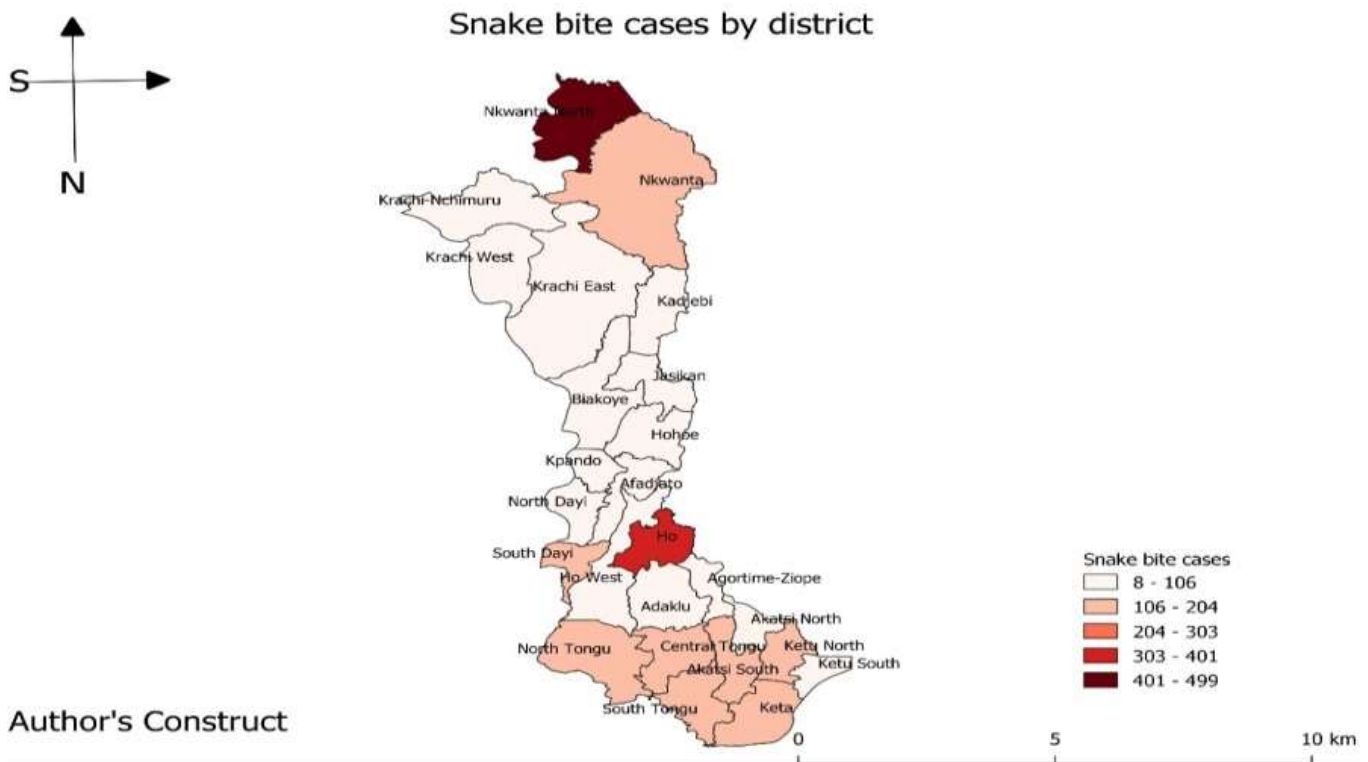 Snake bite cases by district
S
N
Nkwanta North
Nkwanta
Krachi-Nchimuru
Krachi West
Krachi East
Kadjebi
Jasikan
Biakoye
Hohoe
Kpando
Afadjato
North Dayi
Ho
South Dayi
Ho West
Agortime-Ziope
Adaklu
Akatsi North
North Tongu
Central Tongu
Ketu North
Akatsi South
Ketu South
South Tongu
Keta
Snake bite cases
8 - 106
106 - 204
204 - 303
303 - 401
401 - 499
Author's Construct
0 5 10 km